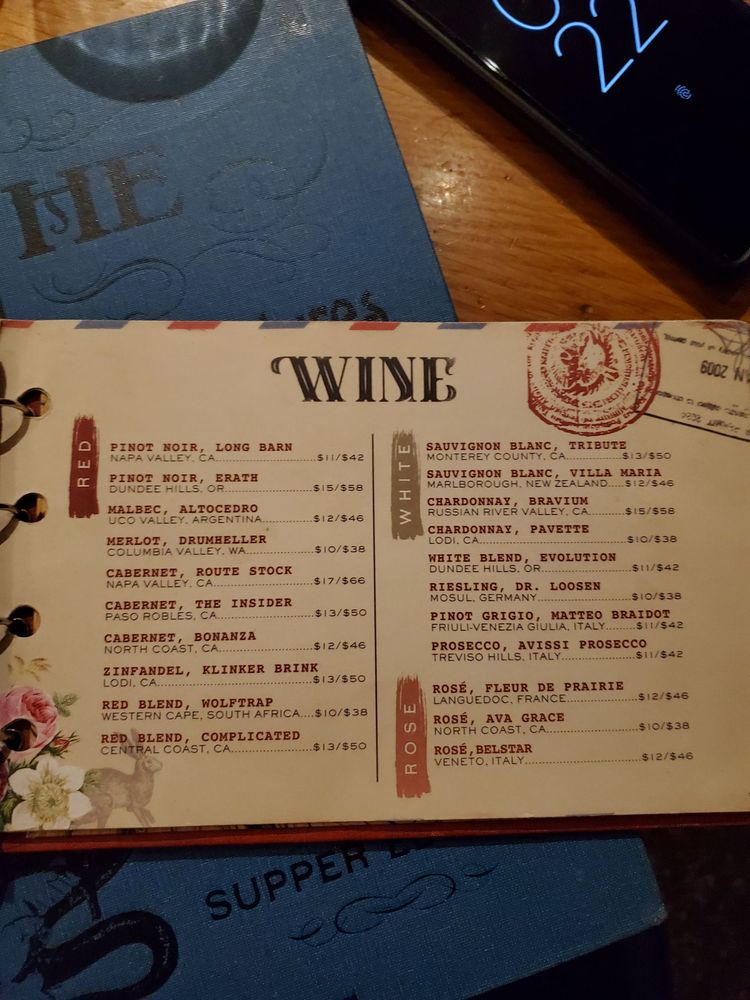 22
HE
WINE
JAN 2009
RED
PINOT NOIR, LONG BARN
NAPA VALLEY, CA....................$11/$42
PINOT NOIR, ERATH
DUNDEE HILLS, OR..................$15/$58
MALBEC, ALTOCEDRO
UCO VALLEY, ARGENTINA............$12/$46
MERLOT, DRUMHELLER
COLUMBIA VALLEY, WA..............$10/$38
CABERNET, ROUTE STOCK
NAPA VALLEY, CA....................$17/$66
CABERNET, THE INSIDER
PASO ROBLES, CA...................$13/$50
CABERNET, BONANZA
NORTH COAST, CA...................$12/$46
ZINFANDEL, KLINKER BRINK
LODI, CA...............................$13/$50
RED BLEND, WOLFTRAP
WESTERN CAPE, SOUTH AFRICA....$10/$38
RED BLEND, COMPLICATED
CENTRAL COAST, CA.................$13/$50
WHITE
SAUVIGNON BLANC, TRIBUTE
MONTEREY COUNTY, CA.............$13/$50
SAUVIGNON BLANC, VILLA MARIA
MARLBOROUGH, NEW ZEALAND....$12/$46
CHARDONNAY, BRAVIUM
RUSSIAN RIVER VALLEY, CA.........$15/$58
CHARDONNAY, PAVETTE
LODI, CA................................$10/$38
WHITE BLEND, EVOLUTION
DUNDEE HILLS, OR...................$11/$42
RIESLING, DR. LOOSEN
MOSUL, GERMANY....................$10/$38
PINOT GRIGIO, MATTEO BRAIDOT
FRIULI-VENEZIA GIULIA, ITALY.......$11/$42
PROSECCO, AVISSI PROSECCO
TREVISO HILLS, ITALY...............$11/$42
ROSE
ROSÉ, FLEUR DE PRAIRIE
LANGUEDOC, FRANCE................$12/$46
ROSÉ, AVA GRACE
NORTH COAST, CA....................$10/$38
ROSÉ,BELSTAR
VENETO, ITALY.........................$12/$46
SUPPER